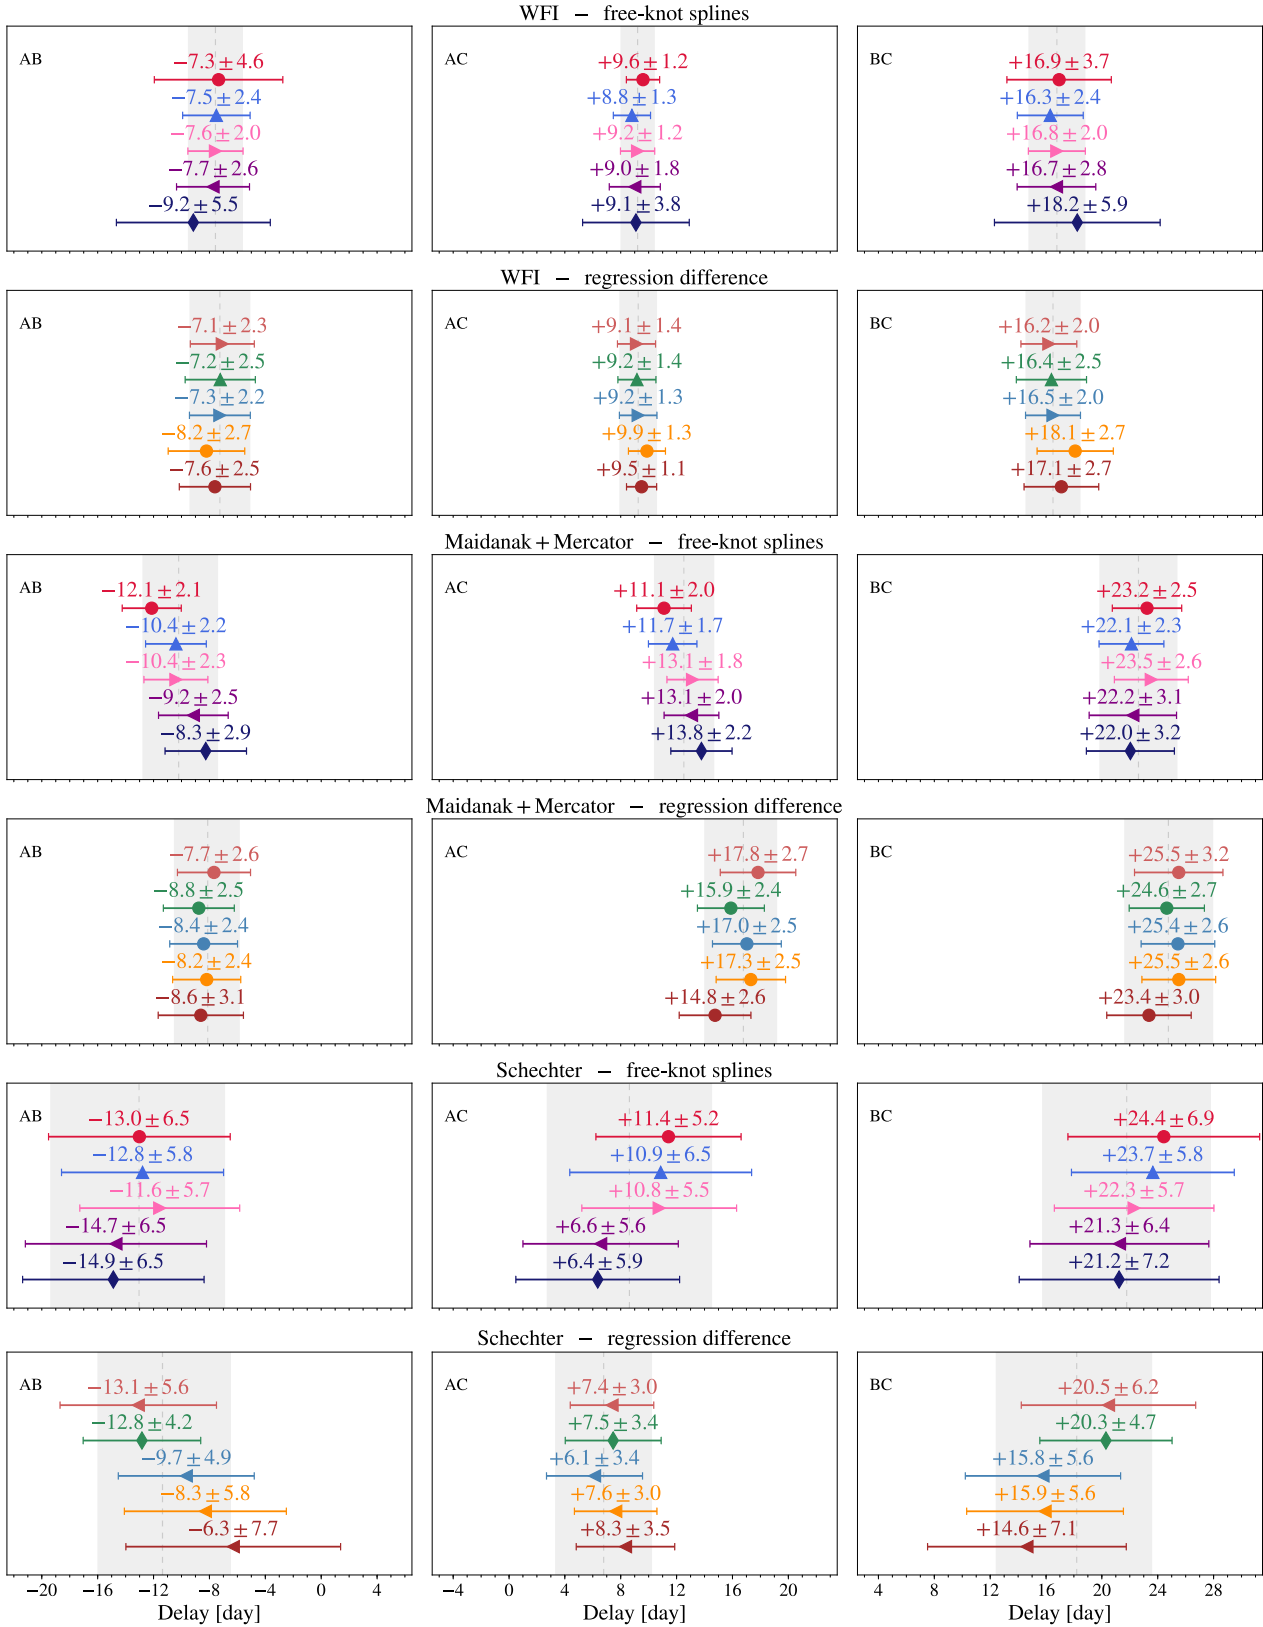 WFI − free-knot splines
AB
−7.3 ± 4.6
−7.5 ± 2.4
−7.6 ± 2.0
−7.7 ± 2.6
−9.2 ± 5.5
AC
+9.6 ± 1.2
+8.8 ± 1.3
+9.2 ± 1.2
+9.0 ± 1.8
+9.1 ± 3.8
BC
+16.9 ± 3.7
+16.3 ± 2.4
+16.8 ± 2.0
+16.7 ± 2.8
+18.2 ± 5.9
WFI − regression difference
AB
−7.1 ± 2.3
−7.2 ± 2.5
−7.3 ± 2.2
−8.2 ± 2.7
−7.6 ± 2.5
AC
+9.1 ± 1.4
+9.2 ± 1.4
+9.2 ± 1.3
+9.9 ± 1.3
+9.5 ± 1.1
BC
+16.2 ± 2.0
+16.4 ± 2.5
+16.5 ± 2.0
+18.1 ± 2.7
+17.1 ± 2.7
Maidanak + Mercator − free-knot splines
AB
−12.1 ± 2.1
−10.4 ± 2.2
−10.4 ± 2.3
−9.2 ± 2.5
−8.3 ± 2.9
AC
+11.1 ± 2.0
+11.7 ± 1.7
+13.1 ± 1.8
+13.1 ± 2.0
+13.8 ± 2.2
BC
+23.2 ± 2.5
+22.1 ± 2.3
+23.5 ± 2.6
+22.2 ± 3.1
+22.0 ± 3.2
Maidanak + Mercator − regression difference
AB
−7.7 ± 2.6
−8.8 ± 2.5
−8.4 ± 2.4
−8.2 ± 2.4
−8.6 ± 3.1
AC
+17.8 ± 2.7
+15.9 ± 2.4
+17.0 ± 2.5
+17.3 ± 2.5
+14.8 ± 2.6
BC
+25.5 ± 3.2
+24.6 ± 2.7
+25.4 ± 2.6
+25.5 ± 2.6
+23.4 ± 3.0
Schechter − free-knot splines
AB
−13.0 ± 6.5
−12.8 ± 5.8
−11.6 ± 5.7
−14.7 ± 6.5
−14.9 ± 6.5
AC
+11.4 ± 5.2
+10.9 ± 6.5
+10.8 ± 5.5
+6.6 ± 5.6
+6.4 ± 5.9
BC
+24.4 ± 6.9
+23.7 ± 5.8
+22.3 ± 5.7
+21.3 ± 6.4
+21.2 ± 7.2
Schechter − regression difference
AB
−13.1 ± 5.6
−12.8 ± 4.2
−9.7 ± 4.9
−8.3 ± 5.8
−6.3 ± 7.7
−20 −16 −12 −8 −4 0 4
Delay [day]
AC
+7.4 ± 3.0
+7.5 ± 3.4
+6.1 ± 3.4
+7.6 ± 3.0
+8.3 ± 3.5
−4 0 4 8 12 16 20
Delay [day]
BC
+20.5 ± 6.2
+20.3 ± 4.7
+15.8 ± 5.6
+15.9 ± 5.6
+14.6 ± 7.1
4 8 12 16 20 24 28
Delay [day]